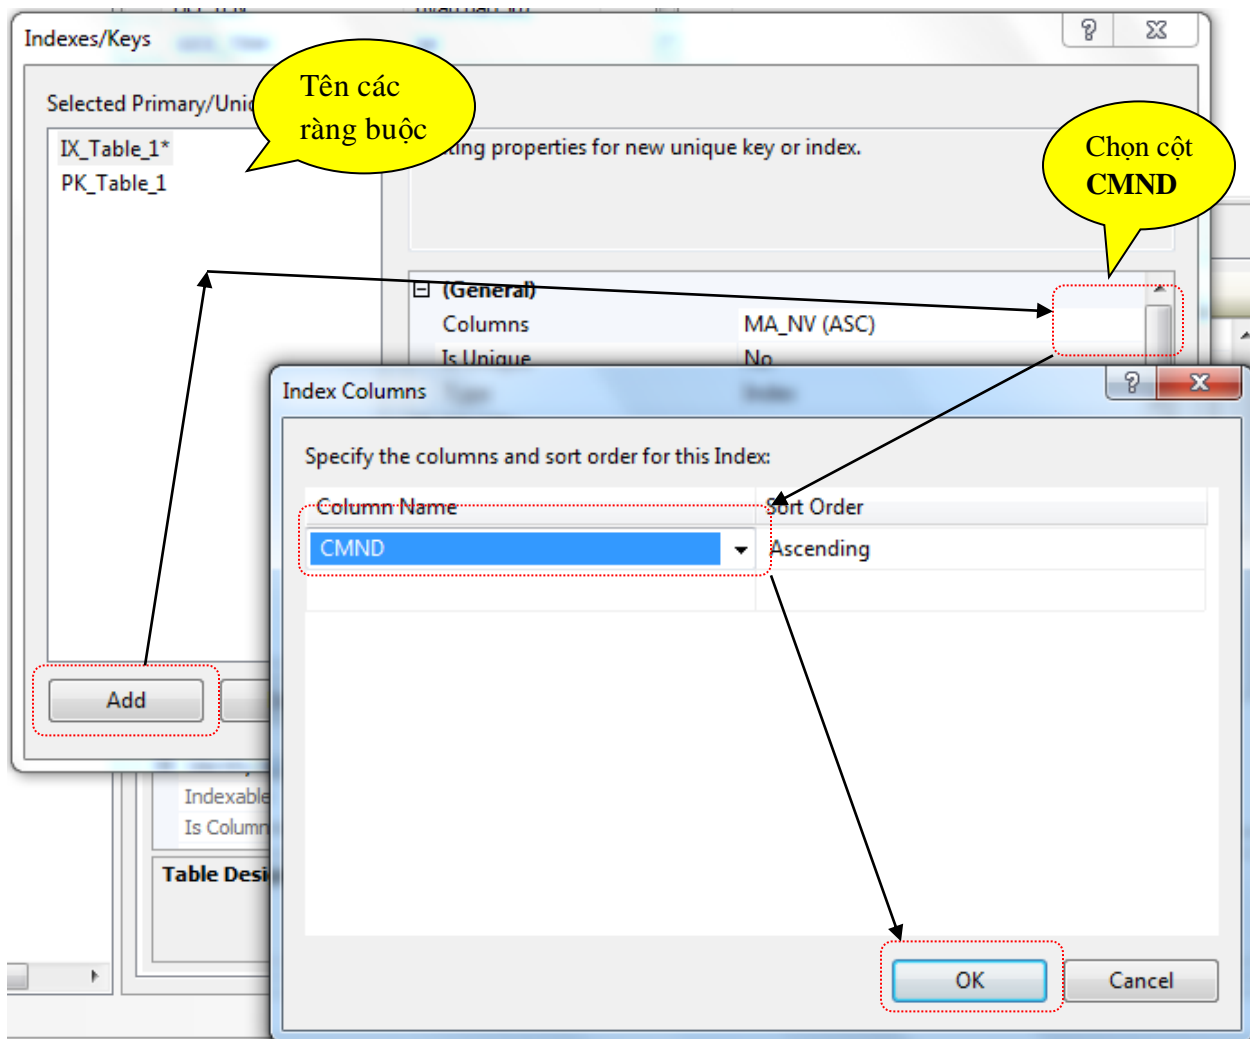 Indexes/Keys
Selected Primary/Uni
Tên các
ràng buộc
IX_Table_1*
PK_Table_1
ting properties for new unique key or index.
Chọn cột
CMND
(General)
Columns MA_NV (ASC)
Is Unique No
Index Columns
Specify the columns and sort order for this Index:
Column Name Sort Order
CMND Ascending
Add
Indexable
Is Column
Table Desi
OK Cancel